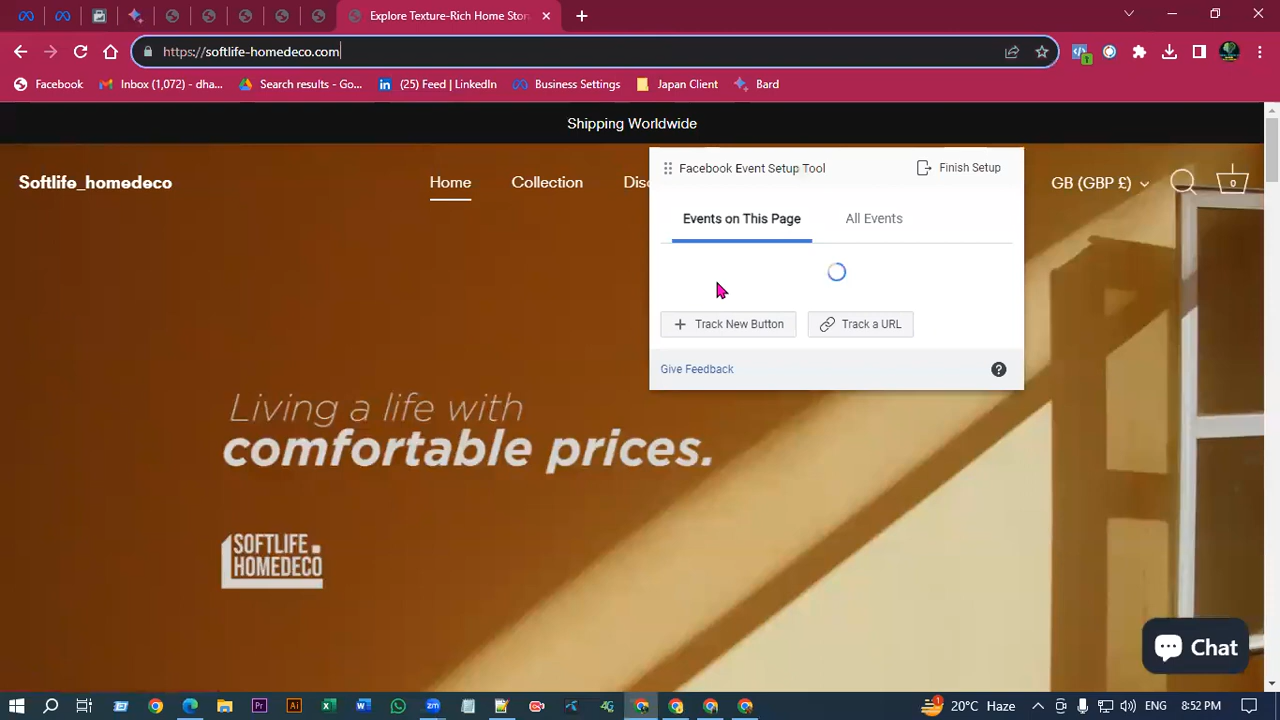 Explore Texture-Rich Home Stor
https://softlife-homedeco.com
Facebook
Inbox (1,072) - dha...
Search results - Go...
(25) Feed | LinkedIn
Business Settings
Japan Client
Bard
Shipping Worldwide
Softlife_homedeco
Home
Collection
Disc
GB (GBP £)
0
Facebook Event Setup Tool
Finish Setup
Events on This Page
All Events
Track New Button
Track a URL
Give Feedback
Living a life with
comfortable prices.
SOFTLIFE.
HOMEDECO
Chat
20°C Haze
ENG
8:52 PM